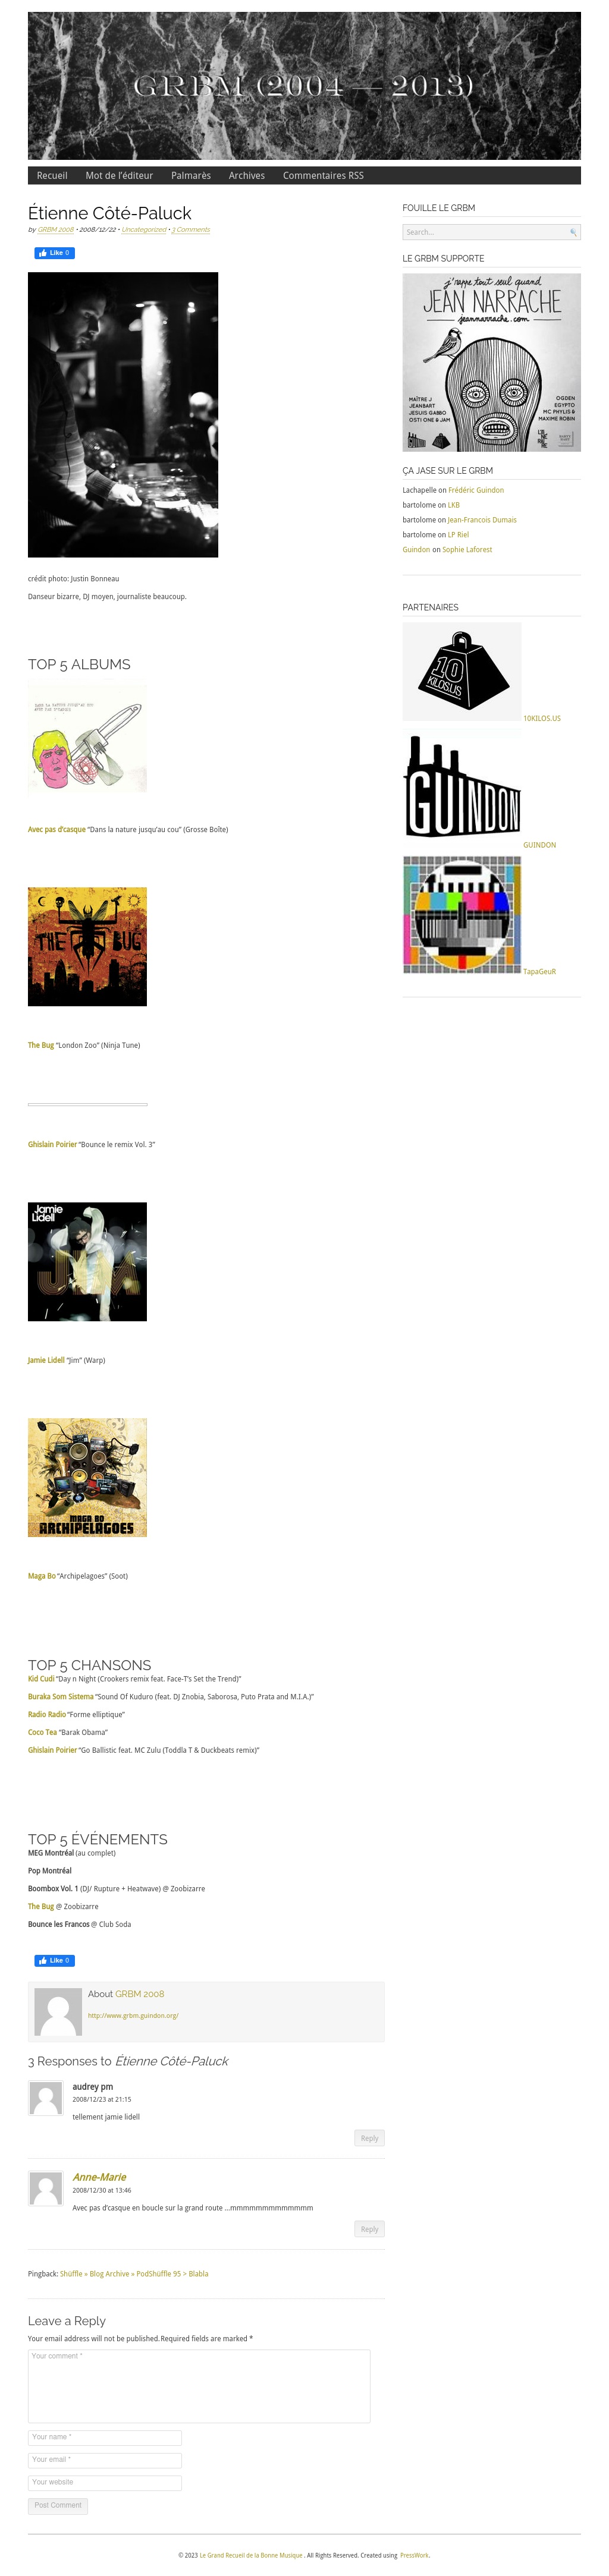 GRBM (2004 — 2013)
Recueil Mot de l'éditeur Palmarès Archives Commentaires RSS
Étienne Côté-Paluck
by GRBM 2008 • 2008/12/22 • Uncategorized • 3 Comments
Like 0
crédit photo: Justin Bonneau
Danseur bizarre, DJ moyen, journaliste beaucoup.
TOP 5 ALBUMS
Avec pas d'casque “Dans la nature jusqu'au cou” (Grosse Boîte)
THE BUG
The Bug “London Zoo” (Ninja Tune)
Ghislain Poirier “Bounce le remix Vol. 3”
Jamie
Lidell
JIM
Jamie Lidell “Jim” (Warp)
MAGA BO
ARCHIPELAGOES
Maga Bo “Archipelagoes” (Soot)
TOP 5 CHANSONS
Kid Cudi “Day n Night (Crookers remix feat. Face-T's Set the Trend)”
Buraka Som Sistema “Sound Of Kuduro (feat. DJ Znobia, Saborosa, Puto Prata and M.I.A.)”
Radio Radio “Forme elliptique”
Coco Tea “Barak Obama”
Ghislain Poirier “Go Ballistic feat. MC Zulu (Toddla T & Duckbeats remix)”
TOP 5 ÉVÉNEMENTS
MEG Montréal (au complet)
Pop Montréal
Boombox Vol. 1 (DJ/ Rupture + Heatwave) @ Zoobizarre
The Bug @ Zoobizarre
Bounce les Francos @ Club Soda
Like 0
About GRBM 2008
http://www.grbm.guindon.org/
3 Responses to Étienne Côté-Paluck
audrey pm
2008/12/23 at 21:15
tellement jamie lidell
Reply
Anne-Marie
2008/12/30 at 13:46
Avec pas d'casque en boucle sur la grand route …mmmmmmmmmmmmm
Reply
Pingback: Shüffle » Blog Archive » PodShüffle 95 > Blabla
Leave a Reply
Your email address will not be published.Required fields are marked *
Your comment *
Your name *
Your email *
Your website
Post Comment
FOUILLE LE GRBM
Search...
LE GRBM SUPPORTE
j'rappe tout seul quand
JEAN NARRACHE
jeannarrache.com
MAÎTRE J
JEANBART
JESUIS GABBO
OSTI ONE & JAM
OGDEN
EGYPTO
MC PHYLIS &
MAXIME ROBIN
ÇA JASE SUR LE GRBM
Lachapelle on Frédéric Guindon
bartolome on LKB
bartolome on Jean-Francois Dumais
bartolome on LP Riel
Guindon on Sophie Laforest
PARTENAIRES
10
KILOS.US
10KILOS.US
GUINDON
GUINDON
TapaGeuR
© 2023 Le Grand Recueil de la Bonne Musique . All Rights Reserved. Created using PressWork.